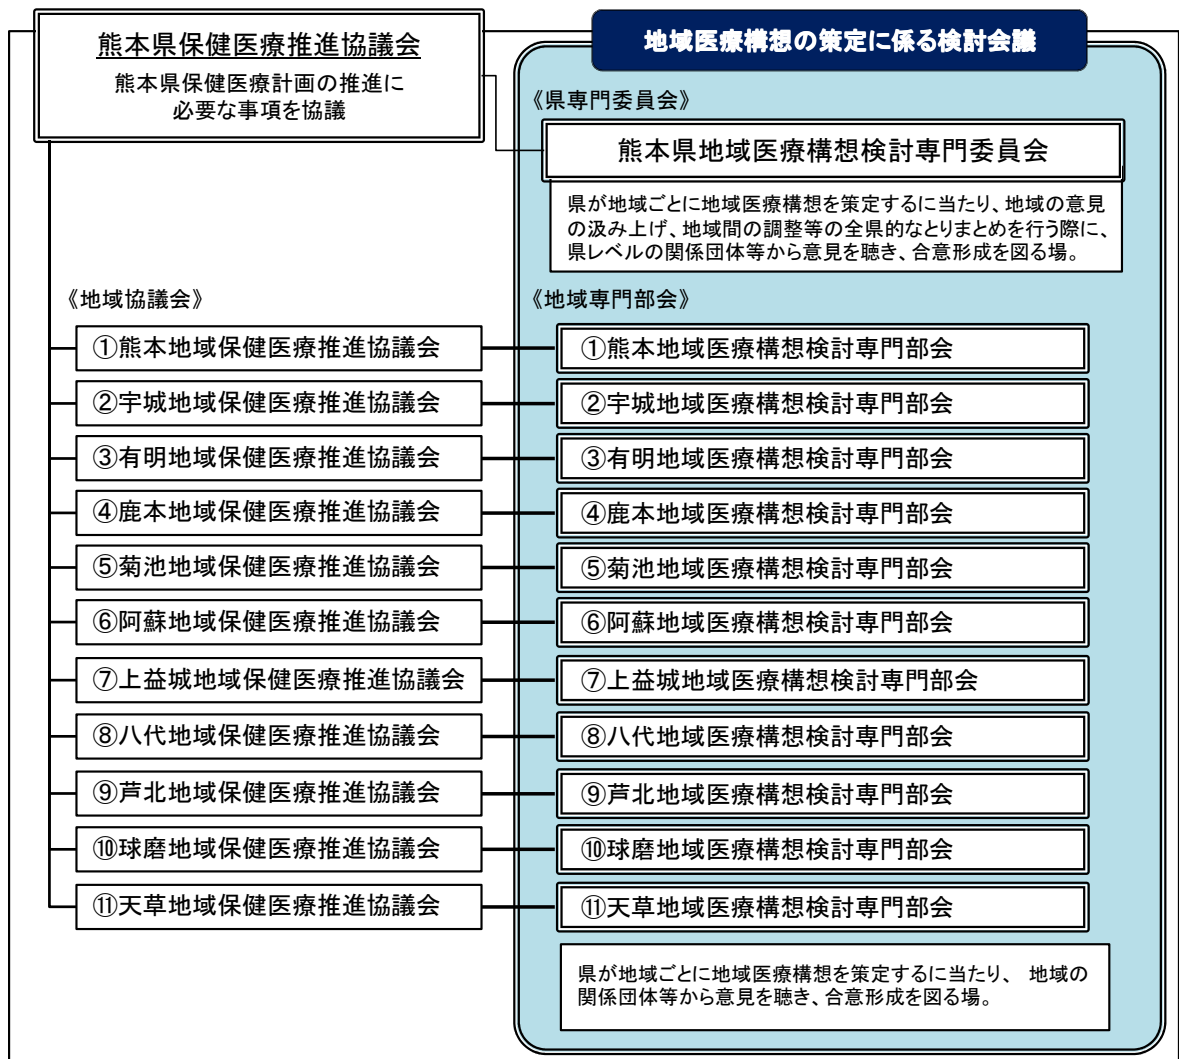 熊本県保健医療推進協議会
熊本県保健医療計画の推進に
必要な事項を協議
地域医療構想の策定に係る検討会議
《県専門委員会》
熊本県地域医療構想検討専門委員会
県が地域ごとに地域医療構想を策定するに当たり、地域の意見
の汲み上げ、地域間の調整等の全県的なとりまとめを行う際に、
県レベルの関係団体等から意見を聴き、合意形成を図る場。
《地域協議会》
①熊本地域保健医療推進協議会
②宇城地域保健医療推進協議会
③有明地域保健医療推進協議会
④鹿本地域保健医療推進協議会
⑤菊池地域保健医療推進協議会
⑥阿蘇地域保健医療推進協議会
⑦上益城地域保健医療推進協議会
⑧八代地域保健医療推進協議会
⑨芦北地域保健医療推進協議会
⑩球磨地域保健医療推進協議会
⑪天草地域保健医療推進協議会
《地域専門部会》
①熊本地域医療構想検討専門部会
②宇城地域医療構想検討専門部会
③有明地域医療構想検討専門部会
④鹿本地域医療構想検討専門部会
⑤菊池地域医療構想検討専門部会
⑥阿蘇地域医療構想検討専門部会
⑦上益城地域医療構想検討専門部会
⑧八代地域医療構想検討専門部会
⑨芦北地域医療構想検討専門部会
⑩球磨地域医療構想検討専門部会
⑪天草地域医療構想検討専門部会
県が地域ごとに地域医療構想を策定するに当たり、 地域の
関係団体等から意見を聴き、合意形成を図る場。